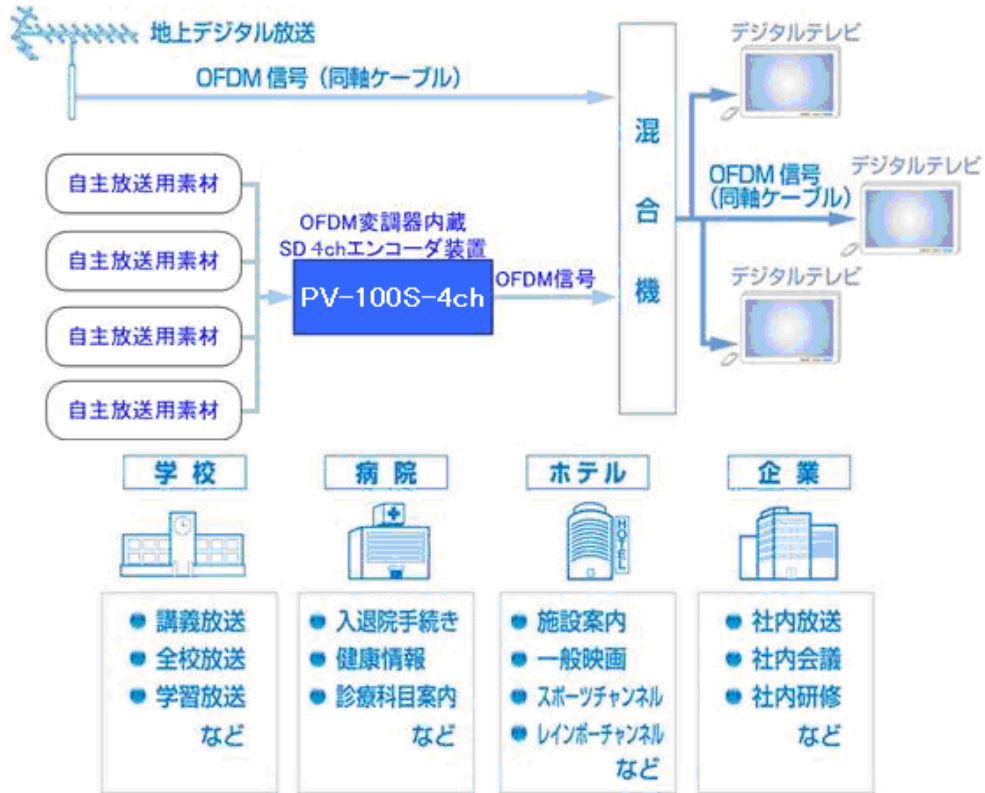 地上デジタル放送
OFDM 信号（同軸ケーブル）
自主放送用素材
自主放送用素材
自主放送用素材
自主放送用素材
OFDM変調器内蔵
SD 4chエンコーダ装置
PV-100S-4ch
OFDM信号
混合機
デジタルテレビ
OFDM 信号
（同軸ケーブル）
デジタルテレビ
デジタルテレビ
学校
講義放送
全校放送
学習放送
など
病院
入退院手続き
健康情報
診療科目案内
など
ホテル
HOTEL
施設案内
一般映画
スポーツチャンネル
レインボーチャンネル
など
企業
社内放送
社内会議
社内研修
など